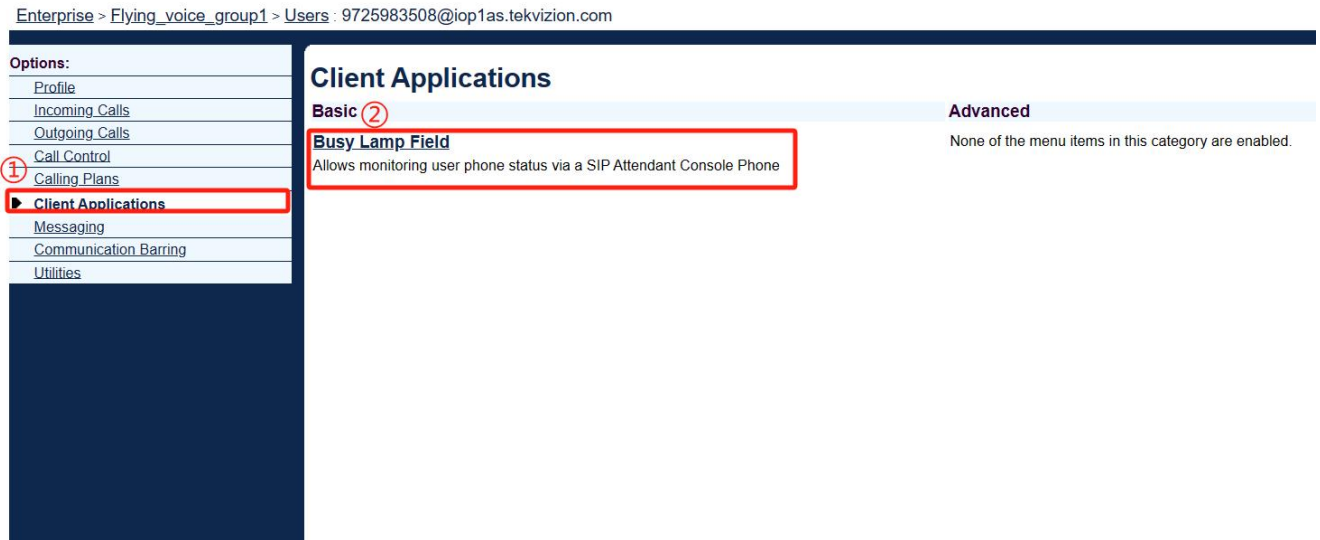 Enterprise > Flying_voice_group1 > Users : 9725983508@iop1as.tekvizion.com
Options:
Profile
Incoming Calls
Outgoing Calls
Call Control
①
Calling Plans
Client Applications
Messaging
Communication Barring
Utilities
Client Applications
Basic ②
Busy Lamp Field
Allows monitoring user phone status via a SIP Attendant Console Phone
Advanced
None of the menu items in this category are enabled.